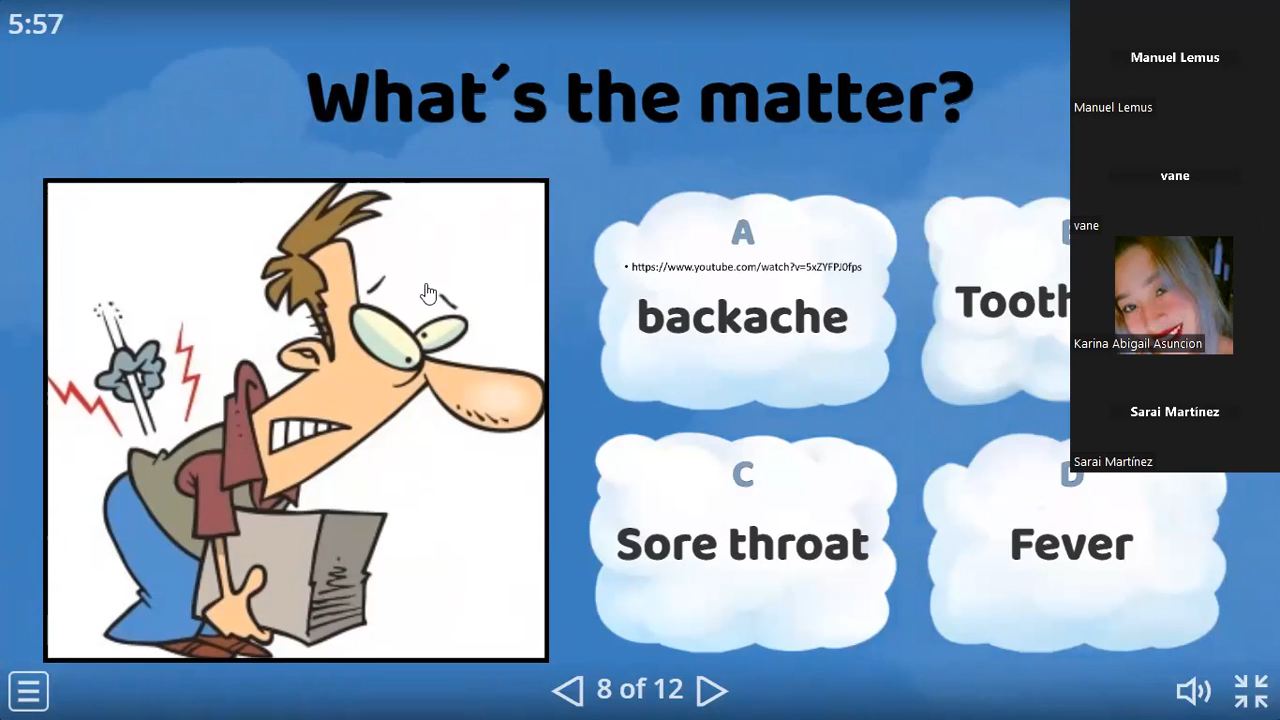 5:57
What´s the matter?
A
• https://www.youtube.com/watch?v=5xZYFPJ0fps
backache
Tooth
C
Sore throat
D
Fever
8 of 12
Manuel Lemus
Manuel Lemus
vane
vane
Karina Abigail Asuncion
Sarai Martínez
Sarai Martínez